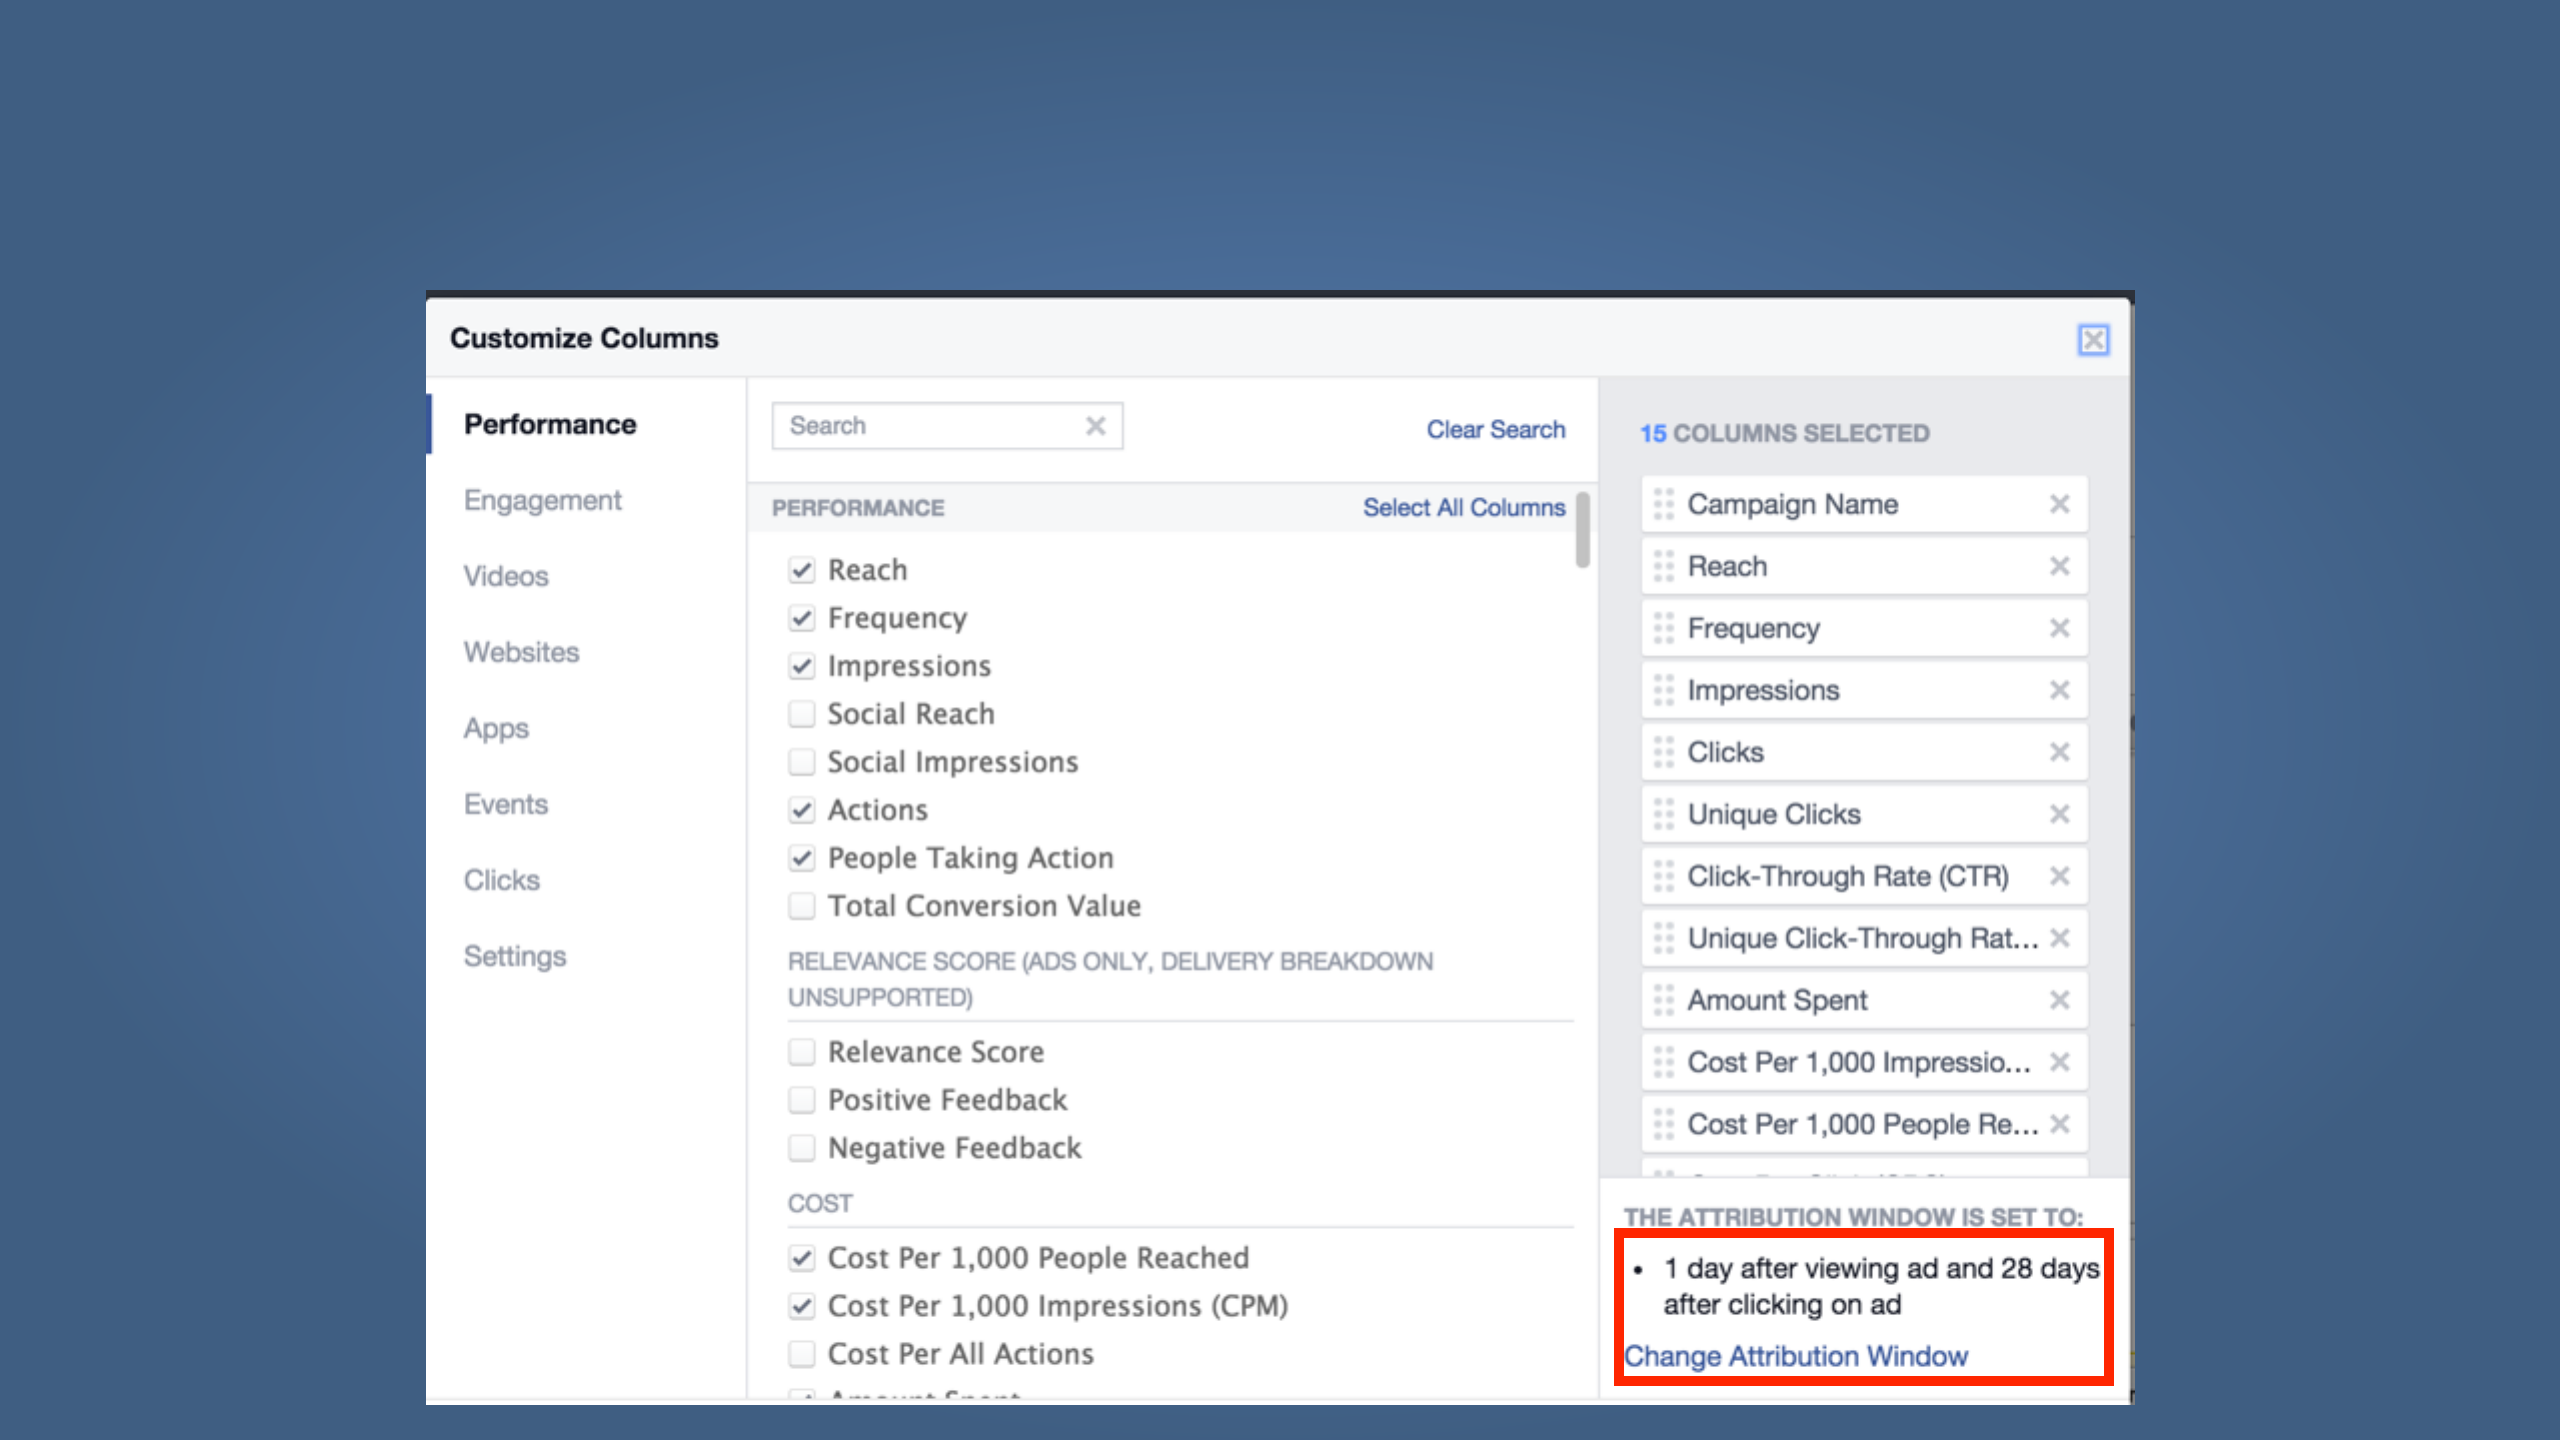 Customize Columns
Performance
Engagement
Videos
Websites
Apps
Events
Clicks
Settings
Search
Clear Search
PERFORMANCE
Select All Columns
Reach
Frequency
Impressions
Social Reach
Social Impressions
Actions
People Taking Action
Total Conversion Value
RELEVANCE SCORE (ADS ONLY, DELIVERY BREAKDOWN
UNSUPPORTED)
Relevance Score
Positive Feedback
Negative Feedback
COST
Cost Per 1,000 People Reached
Cost Per 1,000 Impressions (CPM)
Cost Per All Actions
Amount Spent
15 COLUMNS SELECTED
Campaign Name
Reach
Frequency
Impressions
Clicks
Unique Clicks
Click-Through Rate (CTR)
Unique Click-Through Rat...
Amount Spent
Cost Per 1,000 Impressio...
Cost Per 1,000 People Re...
THE ATTRIBUTION WINDOW IS SET TO:
• 1 day after viewing ad and 28 days
after clicking on ad
Change Attribution Window